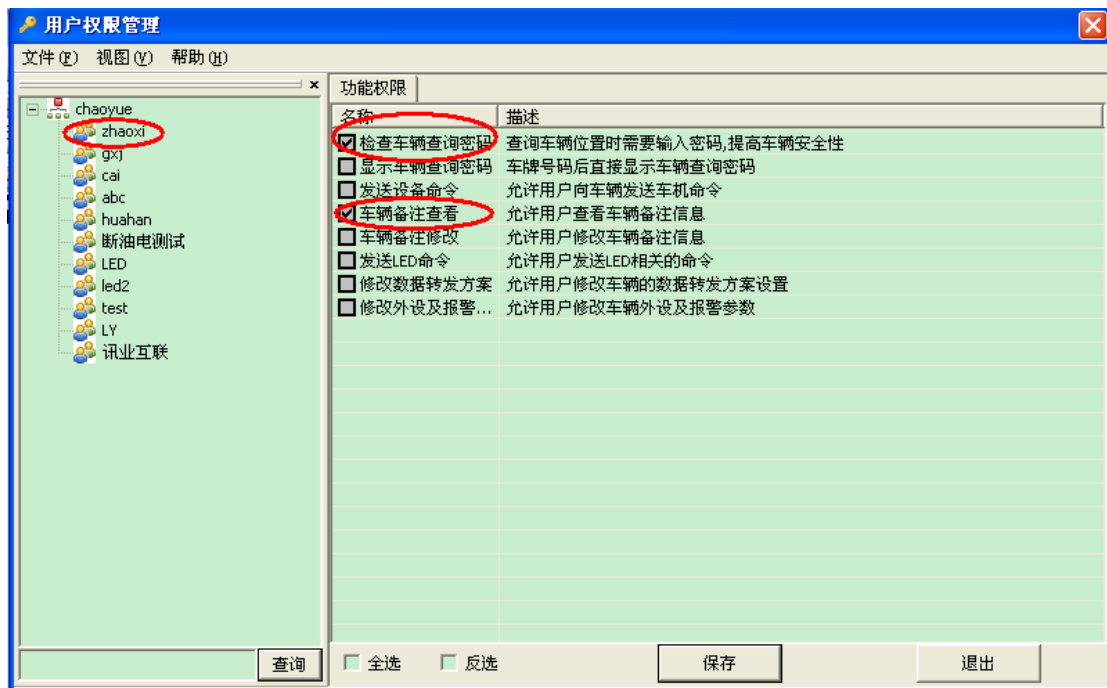 用户权限管理
文件(F) 视图(V) 帮助(H)
功能权限
chaoyue
zhaoxi
gxj
cai
abc
huahan
断油电测试
LED
led2
test
LY
讯业互联
名称 描述
检查车辆查询密码 查询车辆位置时需要输入密码,提高车辆安全性
显示车辆查询密码 车牌号码后直接显示车辆查询密码
发送设备命令 允许用户向车辆发送车机命令
车辆备注查看 允许用户查看车辆备注信息
车辆备注修改 允许用户修改车辆备注信息
发送LED命令 允许用户发送LED相关的命令
修改数据转发方案 允许用户修改车辆的数据转发方案设置
修改外设及报警... 允许用户修改车辆外设及报警参数
查询 全选 反选 保存 退出